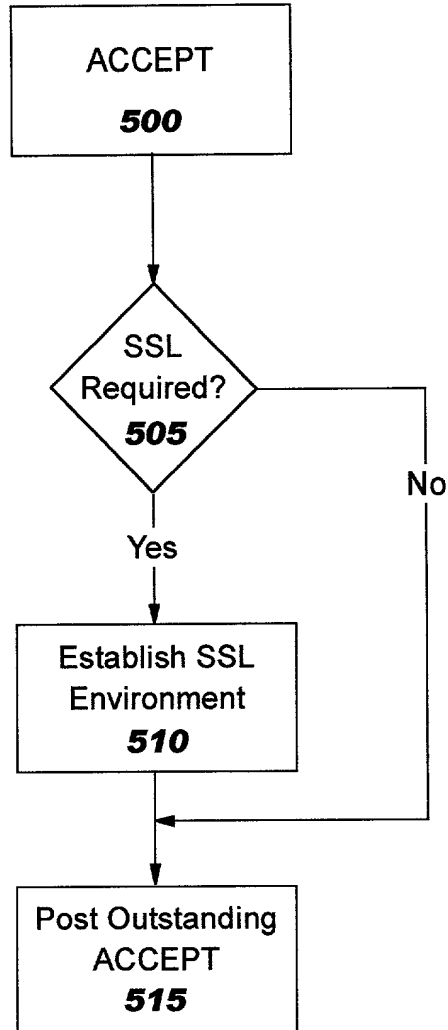 ACCEPT
500
SSL
Required?
505
No
Yes
Establish SSL
Environment
510
Post Outstanding
ACCEPT
515